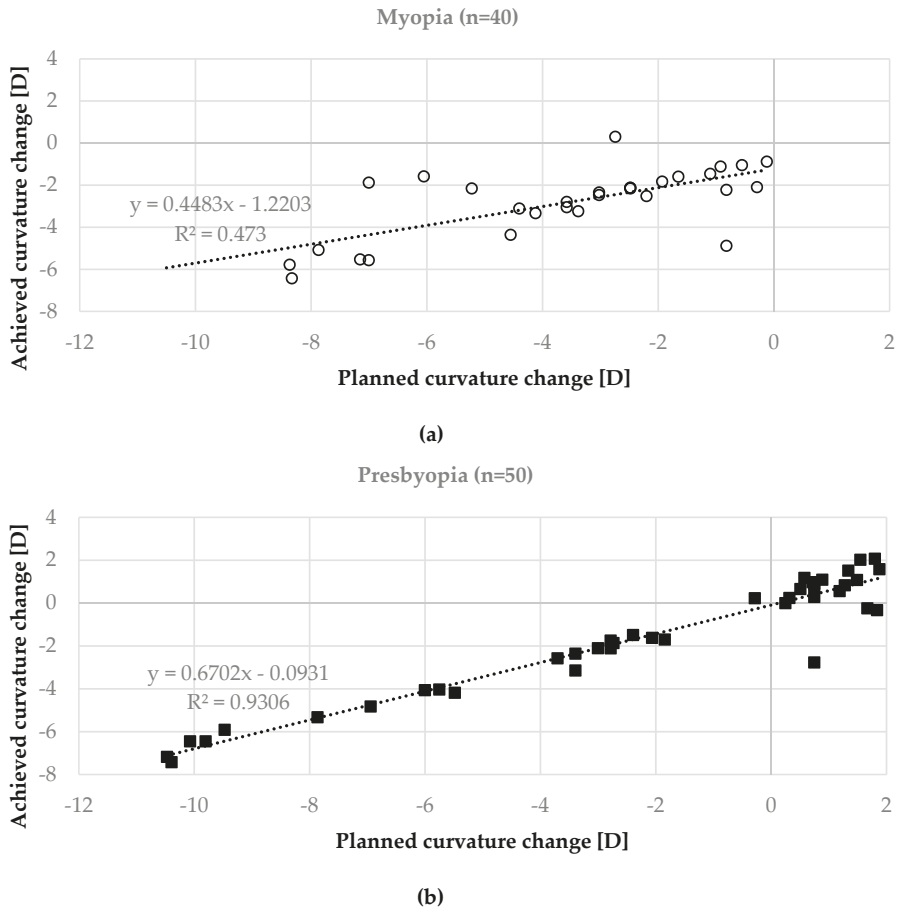 Myopia (n=40)
Achieved curvature change [D]
4
2
0
-2
-4
-6
-8
y = 0.4483x - 1.2203
R² = 0.473
-12 -10 -8 -6 -4 -2 0 2
Planned curvature change [D]
(a)
Presbyopia (n=50)
Achieved curvature change [D]
4
2
0
-2
-4
-6
-8
y = 0.6702x - 0.0931
R² = 0.9306
-12 -10 -8 -6 -4 -2 0 2
Planned curvature change [D]
(b)